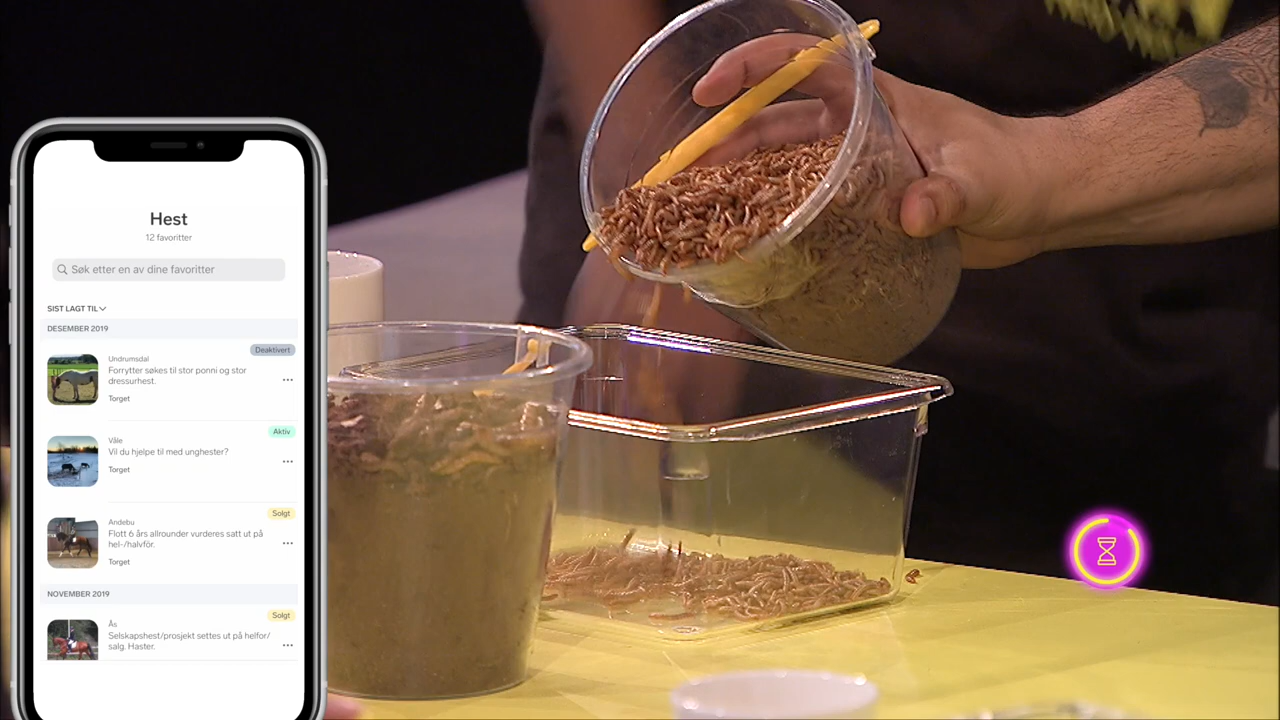 Hest
12 favoritter
Søk etter en av dine favoritter
SIST LAGT TIL
DESEMBER 2019
Deaktivert
Undrumsdal
Forrytter søkes til stor ponni og stor
dressurhest.
Torget
Aktiv
Våle
Vil du hjelpe til med unghester?
Torget
Solgt
Andebu
Flott 6 års allrounder vurderes satt ut på
hel-/halvfôr.
Torget
NOVEMBER 2019
Solgt
Ås
Selskapshest/prosjekt settes ut på helfor/
salg. Haster.